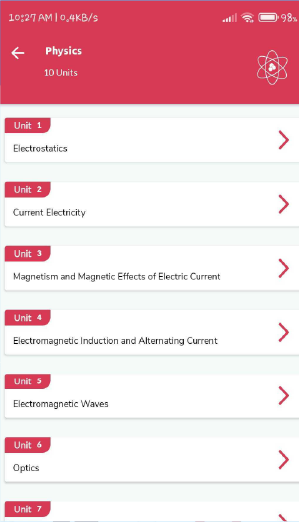 10:27 AM | 0.4KB/s
98%
Physics
10 Units
Unit 1
Electrostatics
Unit 2
Current Electricity
Unit 3
Magnetism and Magnetic Effects of Electric Current
Unit 4
Electromagnetic Induction and Alternating Current
Unit 5
Electromagnetic Waves
Unit 6
Optics
Unit 7